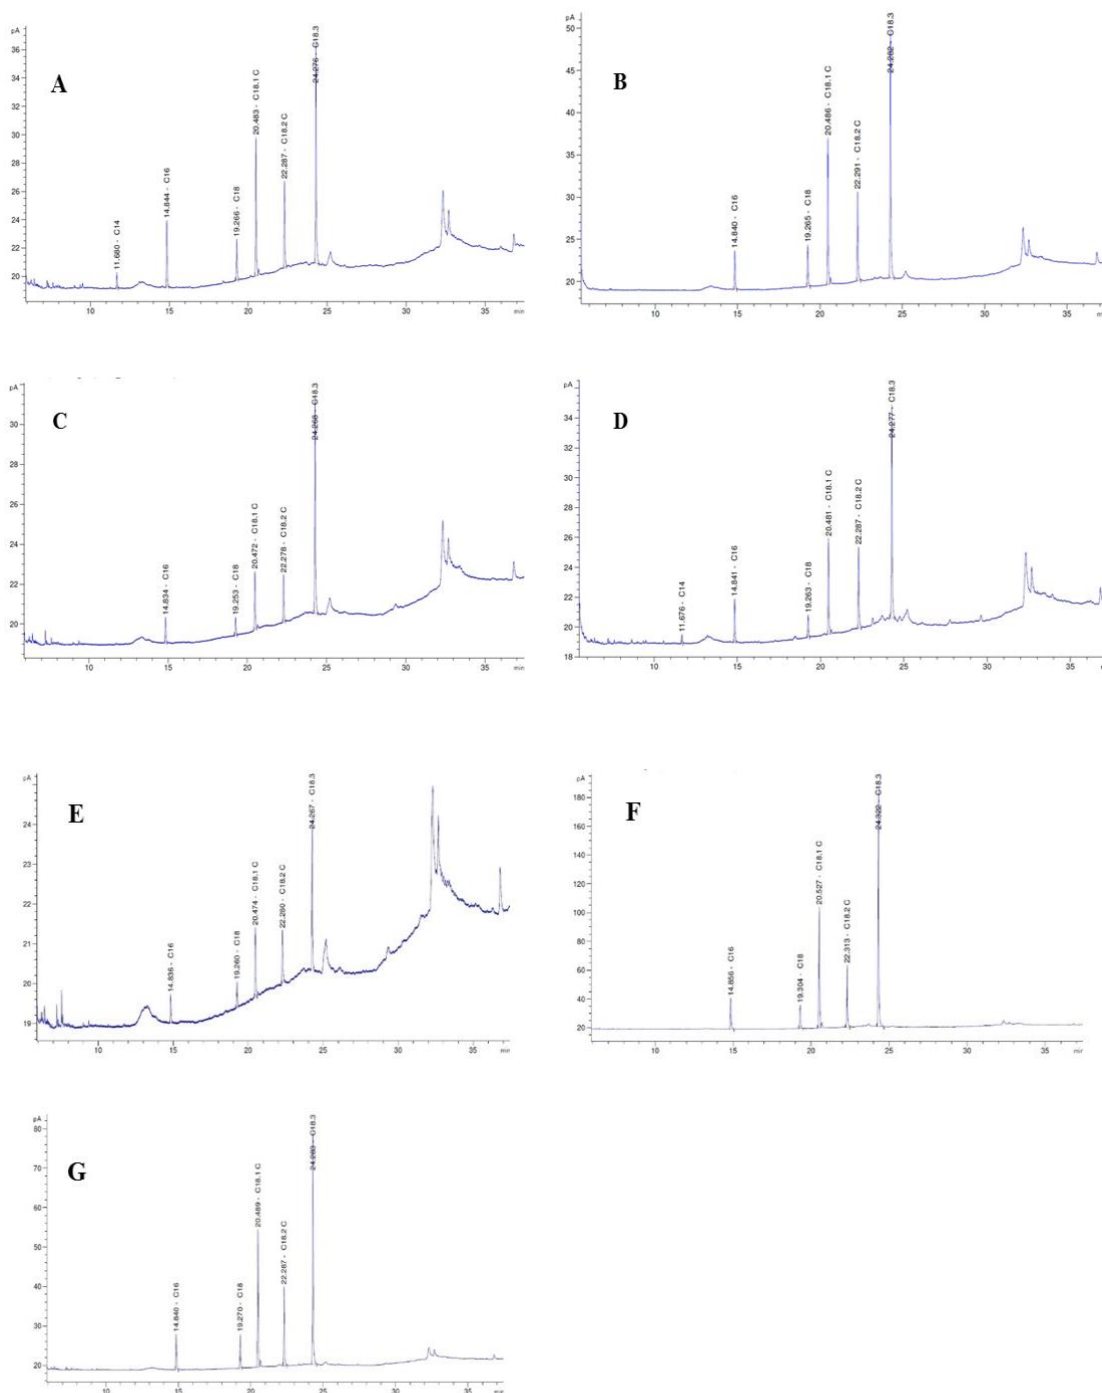 pA
36
34
32
30
28
26
24
22
20
A
11.680 - C14
14.844 - C16
19.266 - C18
20.483 - C18.1 C
22.287 - C18.2 C
24.276 - C18.3
10 15 20 25 30 35 min
pA
50
45
40
35
30
25
20
B
14.840 - C16
19.265 - C18
20.486 - C18.1 C
22.291 - C18.2 C
24.282 - C18.3
10 15 20 25 30 35
pA
30
28
26
24
22
20
C
14.834 - C16
19.253 - C18
20.472 - C18.1 C
22.278 - C18.2 C
24.268 - C18.3
10 15 20 25 30 35 min
pA
34
32
30
28
26
24
22
20
18
D
11.676 - C14
14.841 - C16
19.263 - C18
20.481 - C18.1 C
22.287 - C18.2 C
24.277 - C18.3
10 15 20 25 30 35
pA
24
23
22
21
20
19
E
14.836 - C16
19.260 - C18
20.474 - C18.1 C
22.280 - C18.2 C
24.267 - C18.3
10 15 20 25 30 35 min
pA
180
160
140
120
100
80
60
40
20
F
14.856 - C16
19.304 - C18
20.527 - C18.1 C
22.313 - C18.2 C
24.322 - C18.3
10 15 20 25 30 35 min
pA
80
70
60
50
40
30
20
G
14.840 - C16
19.270 - C18
20.489 - C18.1 C
22.287 - C18.2 C
24.283 - C18.3
10 15 20 25 30 35 min